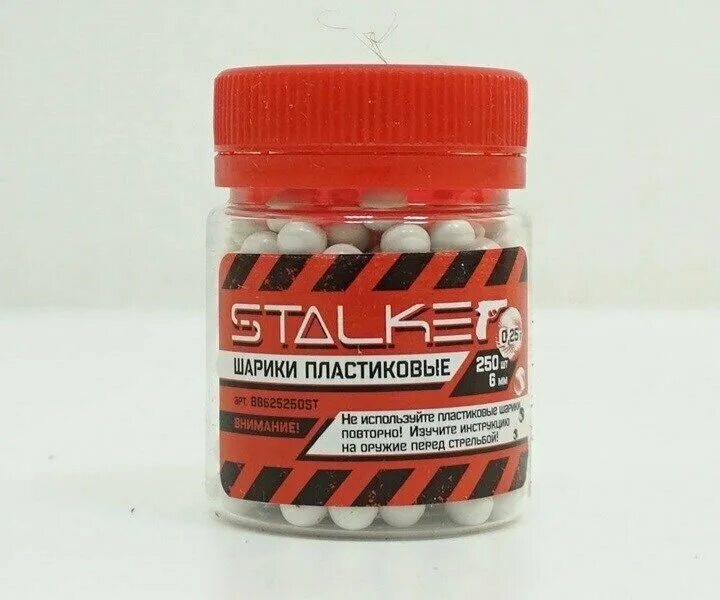 STALKER
0,25г
ШАРИКИ ПЛАСТИКОВЫЕ
250 шт
6 мм
арт. BB625250ST
ВНИМАНИЕ!
Не используйте пластиковые шарики
повторно! Изучите инструкцию
на оружие перед стрельбой!